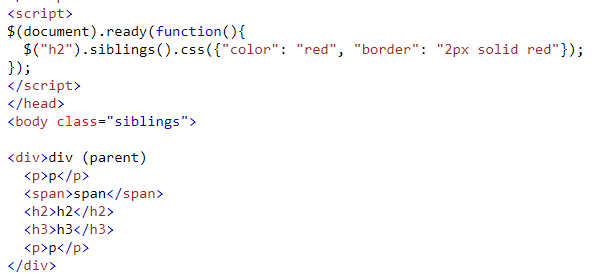 <script>
$(document).ready(function(){
  $("h2").siblings().css({"color": "red", "border": "2px solid red"});
});
</script>
</head>
<body class="siblings">

<div>div (parent)
  <p>p</p>
  <span>span</span>
  <h2>h2</h2>
  <h3>h3</h3>
  <p>p</p>
</div>